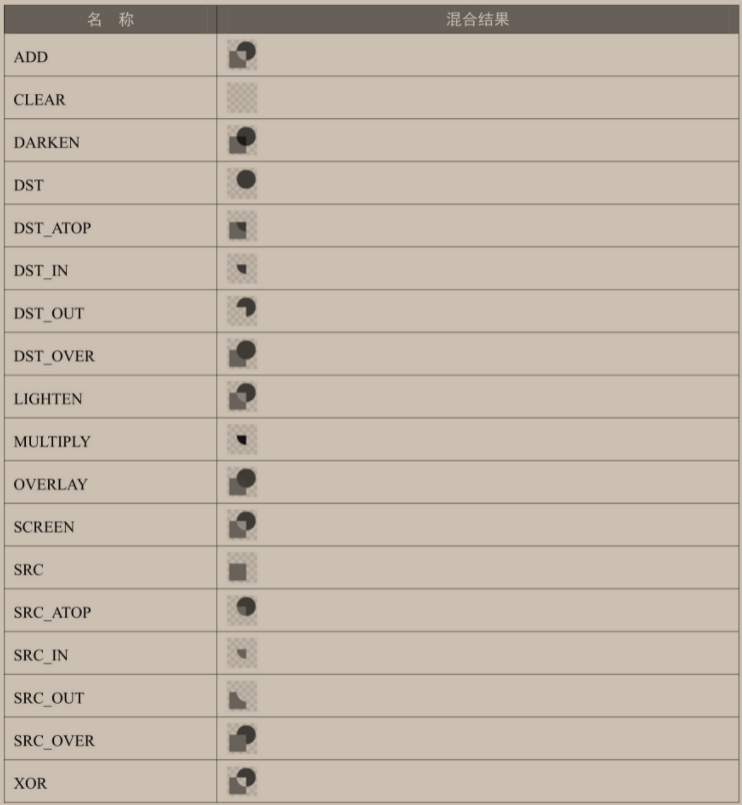 名 称 混合结果
ADD
CLEAR
DARKEN
DST
DST_ATOP
DST_IN
DST_OUT
DST_OVER
LIGHTEN
MULTIPLY
OVERLAY
SCREEN
SRC
SRC_ATOP
SRC_IN
SRC_OUT
SRC_OVER
XOR